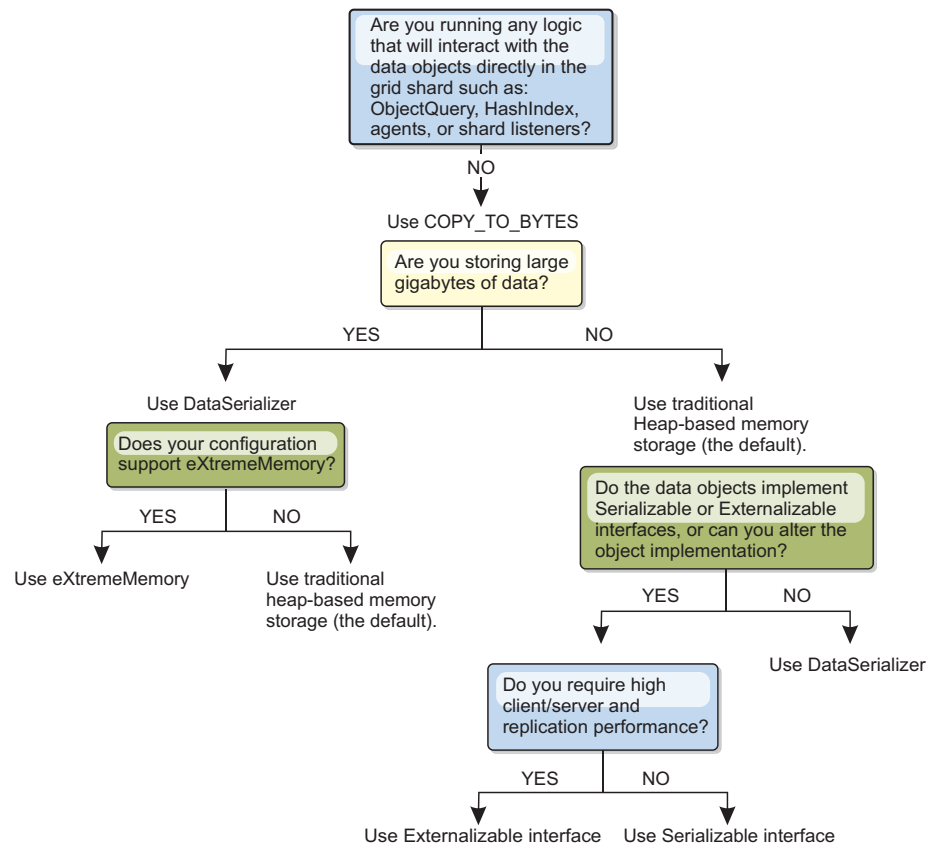 Are you running any logic
that will interact with the
data objects directly in the
grid shard such as:
ObjectQuery, HashIndex,
agents, or shard listeners?
NO
Use COPY_TO_BYTES
Are you storing large
gigabytes of data?
YES
NO
Use DataSerializer
Does your configuration
support eXtremeMemory?
YES
NO
Use eXtremeMemory
Use traditional
heap-based memory
storage (the default).
Use traditional
Heap-based memory
storage (the default).
Do the data objects implement
Serializable or Externalizable
interfaces, or can you alter the
object implementation?
YES
NO
Use DataSerializer
Do you require high
client/server and
replication performance?
YES
NO
Use Externalizable interface
Use Serializable interface